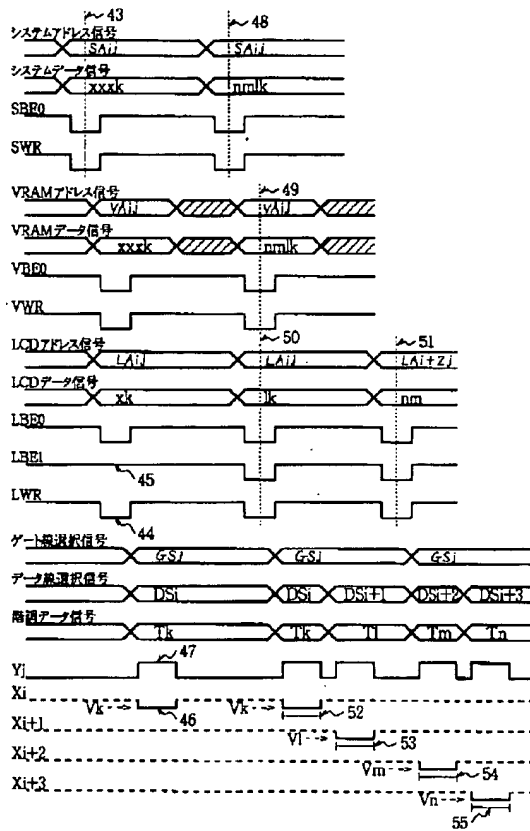 43 48
システムアドレス信号
SAij SAij
システムデータ信号
xxxk nmlk
SBE0
SWR
VRAMアドレス信号 49
VAij VAij
VRAMデータ信号
xxxk nmlk
VBE0
VWR
50 51
LCDアドレス信号
LAij LAij LAi+2j
LCDデータ信号
xk lk nm
LBE0
LBE1
45
LWR
44
ゲート線選択信号
GSj GSj GSj
データ線選択信号
DSi DSi DSi+1 DSi+2 DSi+3
階調データ信号
Tk Tk Tl Tm Tn
47
Yj
Xi
Vk 46 Vk 52
Xi+1
Vl 53
Xi+2
Vm 54
Xi+3
Vn 55